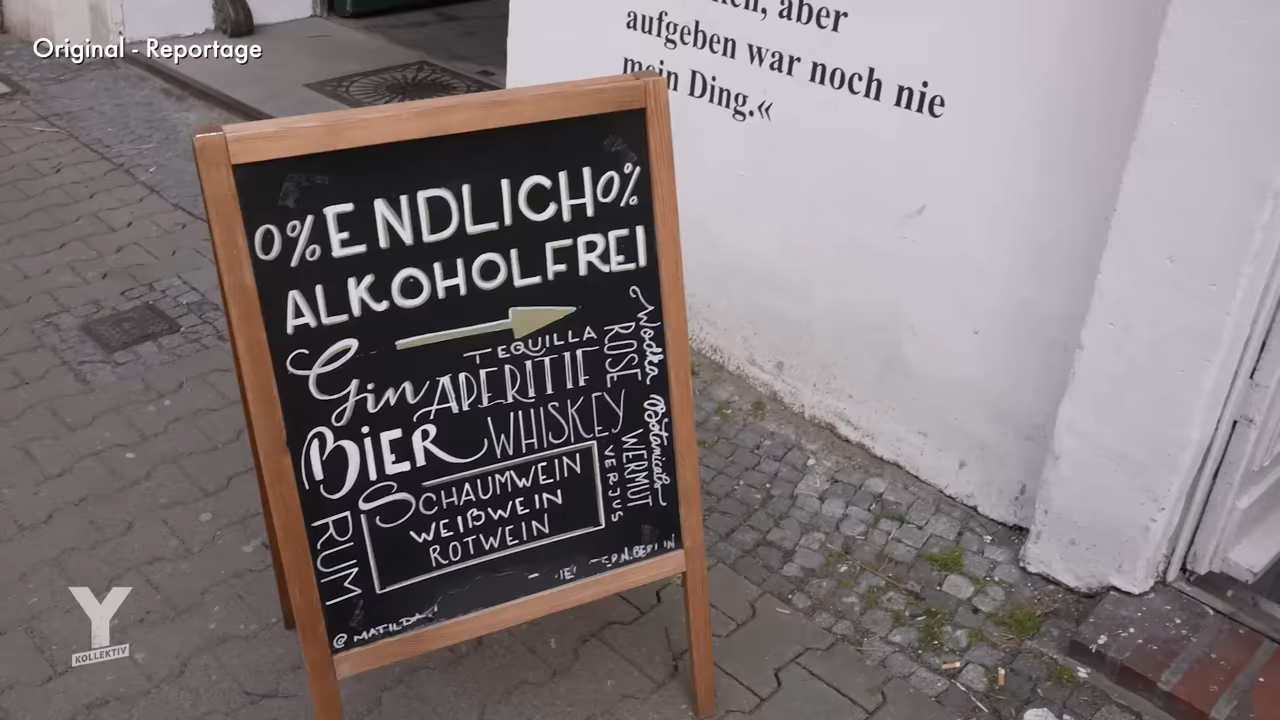 Original - Reportage
aber
aufgeben war noch nie
mein Ding.«
0% ENDLICH 0%
ALKOHOLFREI
Gin
TEQUILLA
APERITIF
ROSE
Wodka
BIER
WHISKEY
Botanicals
WERMUT
VERJUS
SCHAUMWEIN
WEIßWEIN
ROTWEIN
RUM
@ MATILDA
Y
KOLLEKTIV